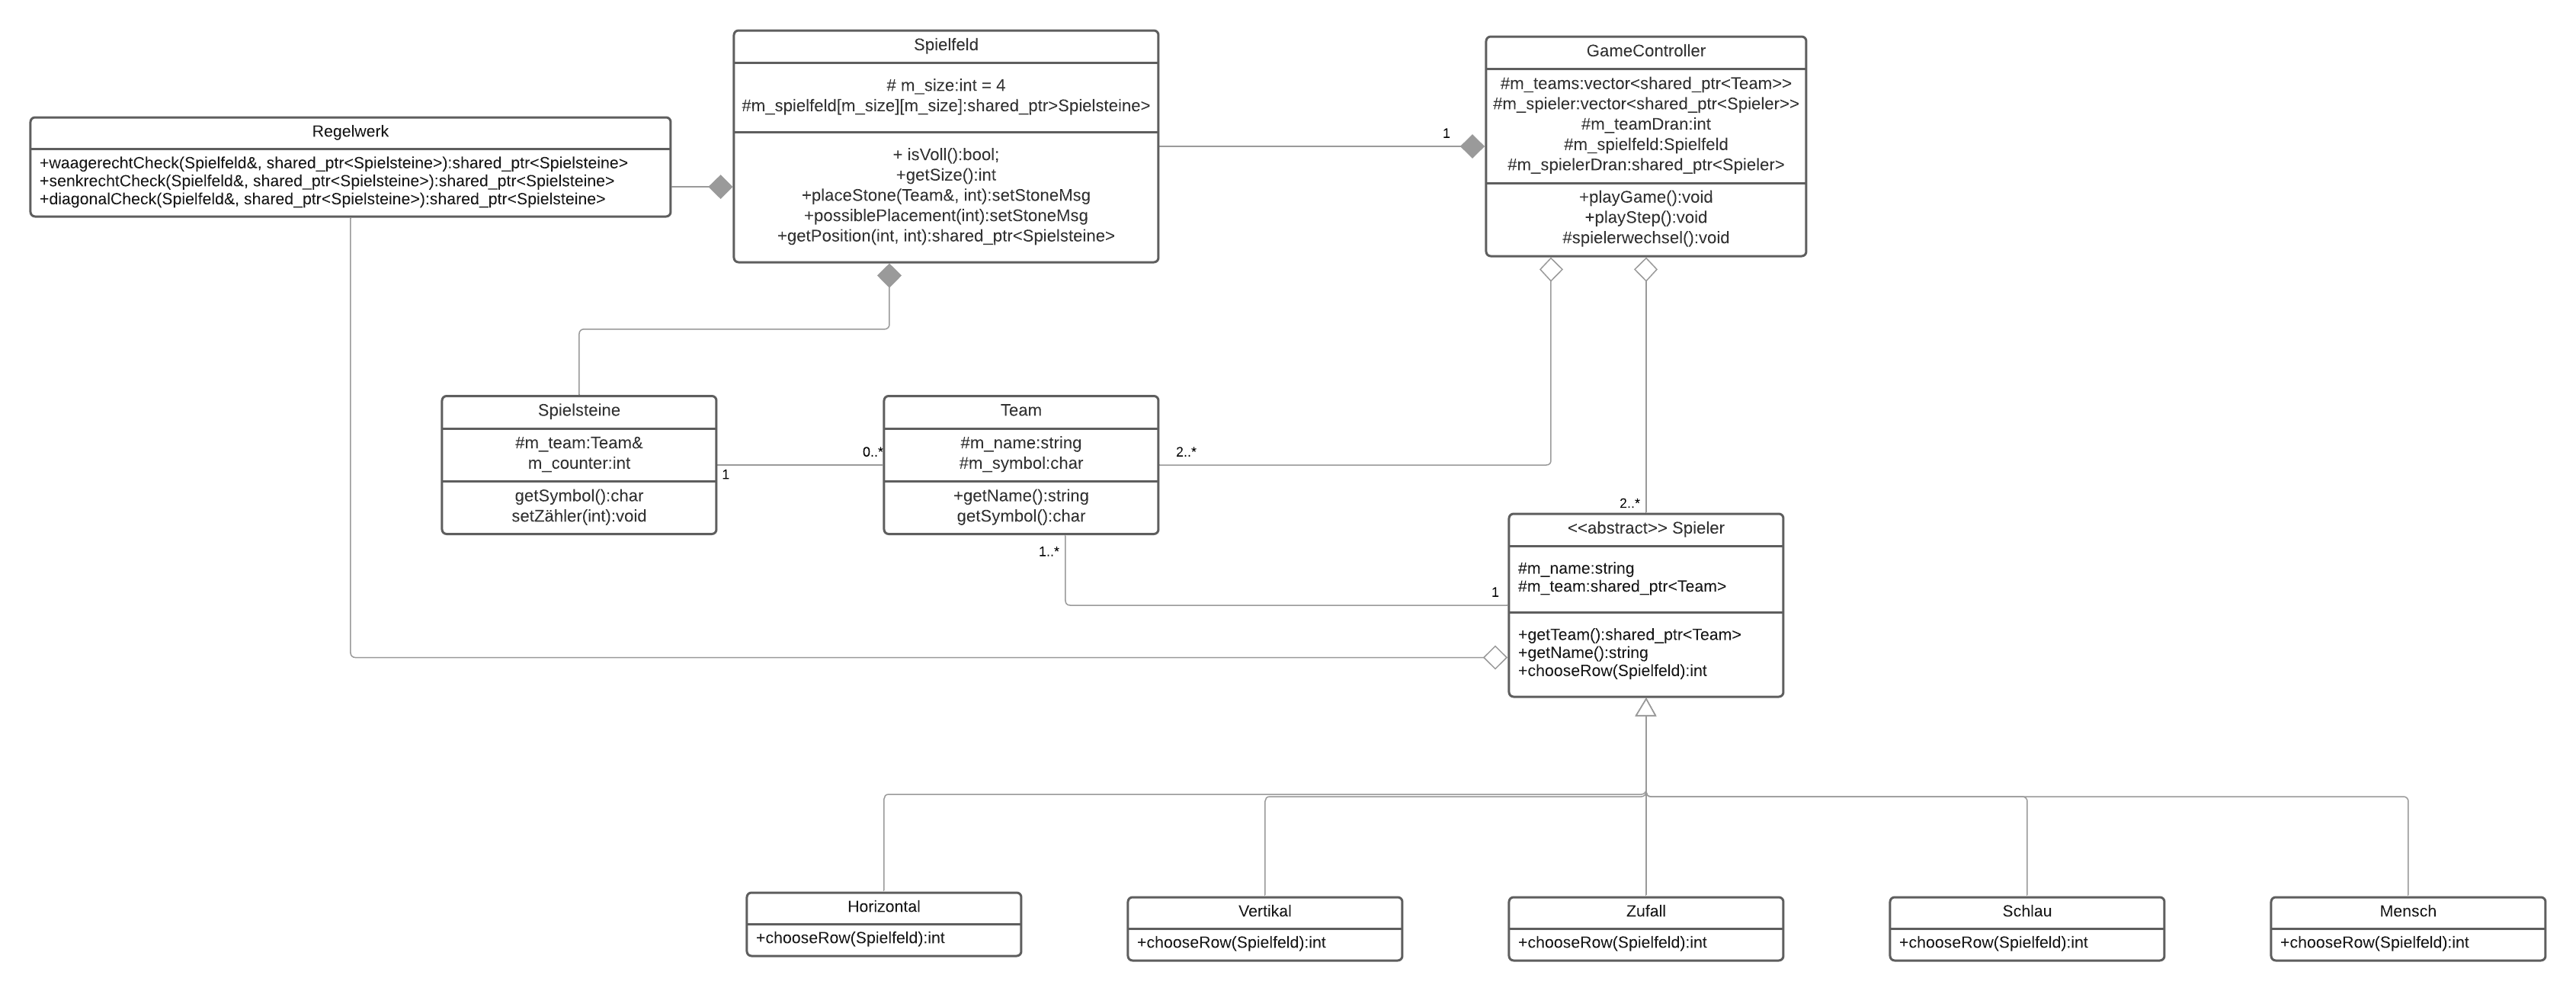 Spielfeld
# m_size:int = 4
#m_spielfeld[m_size][m_size]:shared_ptr>Spielsteine>
+ isVoll():bool;
+getSize():int
+placeStone(Team&, int):setStoneMsg
+possiblePlacement(int):setStoneMsg
+getPosition(int, int):shared_ptr<Spielsteine>
GameController
#m_teams:vector<shared_ptr<Team>>
#m_spieler:vector<shared_ptr<Spieler>>
#m_teamDran:int
#m_spielfeld:Spielfeld
#m_spielerDran:shared_ptr<Spieler>
+playGame():void
+playStep():void
#spielerwechsel():void
1
Regelwerk
+waagerechtCheck(Spielfeld&, shared_ptr<Spielsteine>):shared_ptr<Spielsteine>
+senkrechtCheck(Spielfeld&, shared_ptr<Spielsteine>):shared_ptr<Spielsteine>
+diagonalCheck(Spielfeld&, shared_ptr<Spielsteine>):shared_ptr<Spielsteine>
Spielsteine
#m_team:Team&
m_counter:int
getSymbol():char
setZähler(int):void
1
0..*
Team
#m_name:string
#m_symbol:char
+getName():string
getSymbol():char
2..*
1..*
2..*
1
<<abstract>> Spieler
#m_name:string
#m_team:shared_ptr<Team>
+getTeam():shared_ptr<Team>
+getName():string
+chooseRow(Spielfeld):int
Horizontal
+chooseRow(Spielfeld):int
Vertikal
+chooseRow(Spielfeld):int
Zufall
+chooseRow(Spielfeld):int
Schlau
+chooseRow(Spielfeld):int
Mensch
+chooseRow(Spielfeld):int